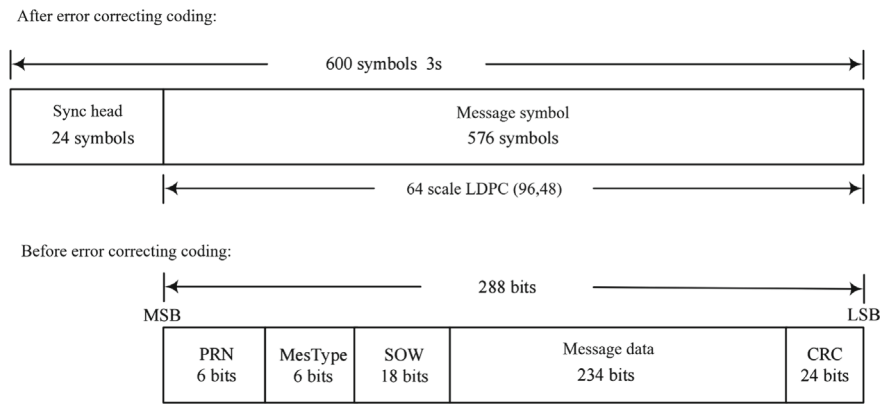 After error correcting coding:
600 symbols 3s
Sync head
24 symbols
Message symbol
576 symbols
64 scale LDPC (96,48)
Before error correcting coding:
288 bits
MSB
LSB
PRN
6 bits
MesType
6 bits
SOW
18 bits
Message data
234 bits
CRC
24 bits